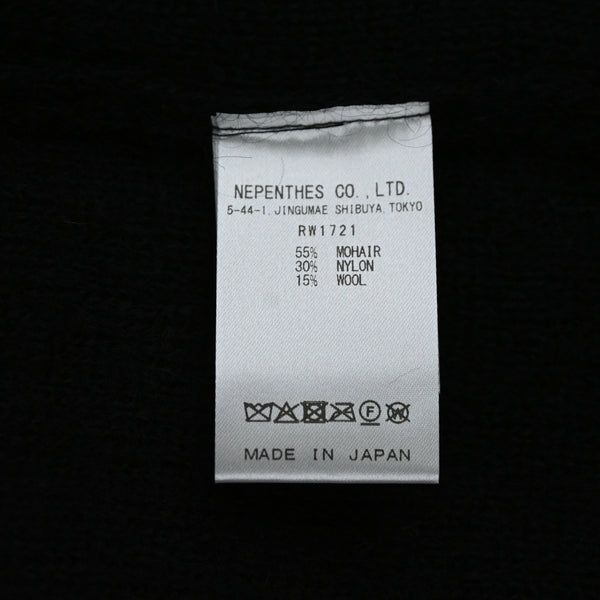 NEPENTHES CO.,LTD.
5-44-1, JINGUMAE SHIBUYA TOKYO
RW1721
55% MOHAIR
30% NYLON
15% WOOL
F W
MADE IN JAPAN